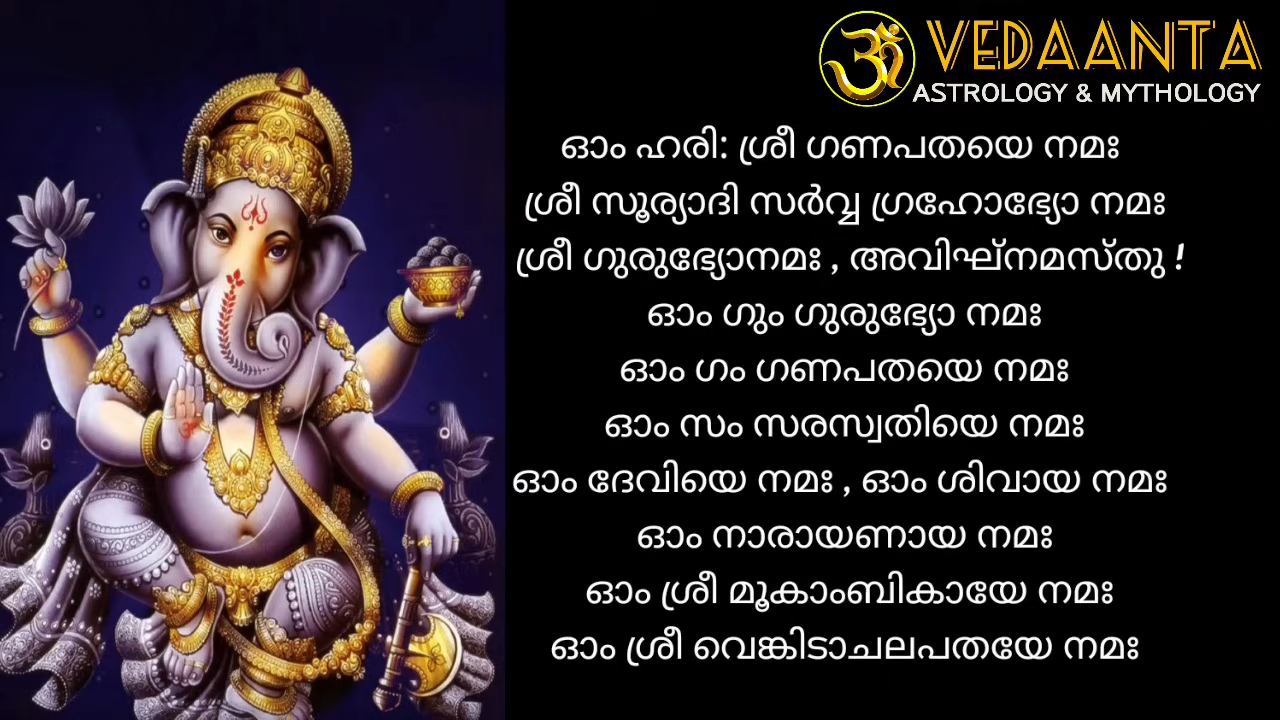 VEDAANTA
ASTROLOGY & MYTHOLOGY
ഓം ഹരി: ശ്രീ ഗണപതയെ നമഃ
ശ്രീ സൂര്യാദി സർവ്വ ഗ്രഹോഭ്യോ നമഃ
ശ്രീ ഗുരുഭ്യോനമഃ , അവിഘ്നമസ്തു !
ഓം ഗും ഗുരുഭ്യോ നമഃ
ഓം ഗം ഗണപതയെ നമഃ
ഓം സം സരസ്വതിയെ നമഃ
ഓം ദേവിയെ നമഃ , ഓം ശിവായ നമഃ
ഓം നാരായണായ നമഃ
ഓം ശ്രീ മൂകാംബികായേ നമഃ
ഓം ശ്രീ വെങ്കിടാചലപതയേ നമഃ